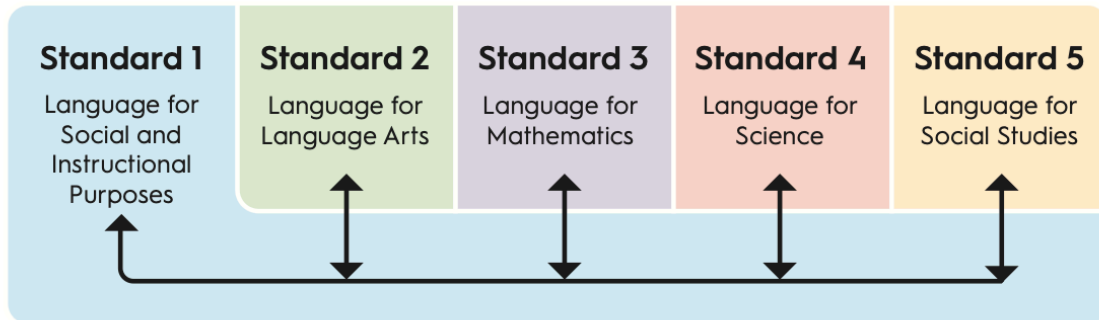 Standard 1
Language for
Social and
Instructional
Purposes
Standard 2
Language for
Language Arts
Standard 3
Language for
Mathematics
Standard 4
Language for
Science
Standard 5
Language for
Social Studies